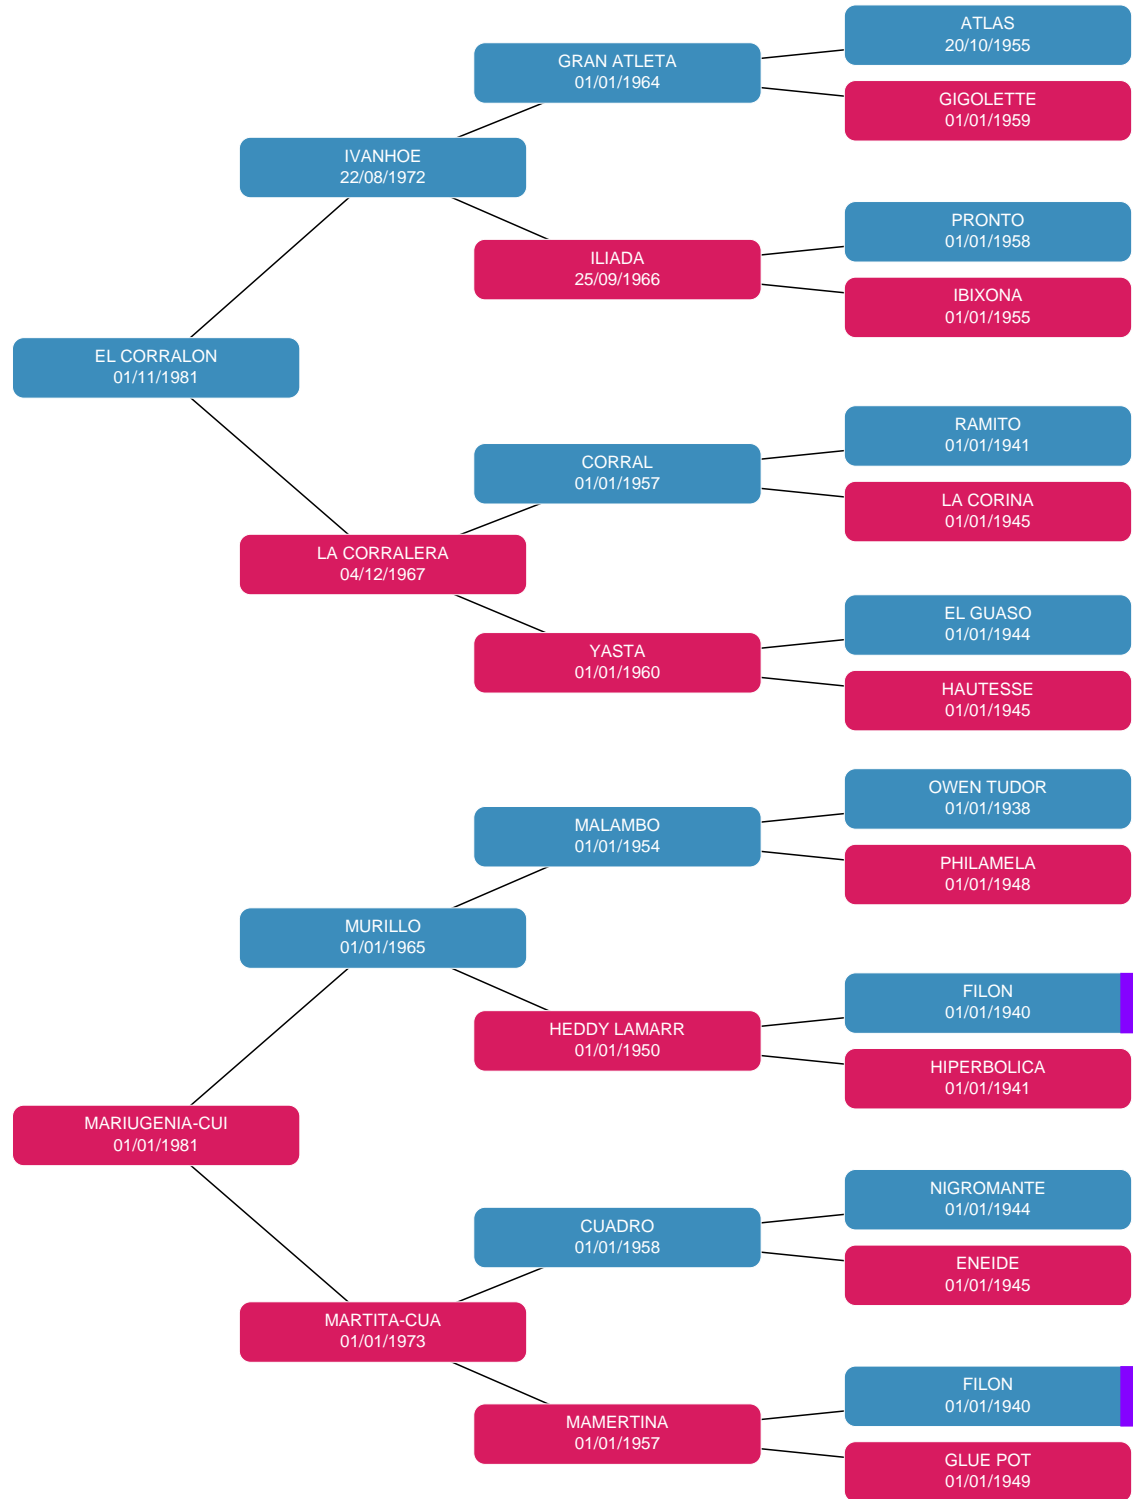 ATLAS
20/10/1955
GRAN ATLETA
01/01/1964
GIGOLETTE
01/01/1959
IVANHOE
22/08/1972
PRONTO
01/01/1958
ILIADA
25/09/1966
IBIXONA
01/01/1955
EL CORRALON
01/11/1981
RAMITO
01/01/1941
CORRAL
01/01/1957
LA CORINA
01/01/1945
LA CORRALERA
04/12/1967
EL GUASO
01/01/1944
YASTA
01/01/1960
HAUTESSE
01/01/1945
OWEN TUDOR
01/01/1938
MALAMBO
01/01/1954
PHILAMELA
01/01/1948
MURILLO
01/01/1965
FILON
01/01/1940
HEDDY LAMARR
01/01/1950
HIPERBOLICA
01/01/1941
MARIUGENIA-CUI
01/01/1981
NIGROMANTE
01/01/1944
CUADRO
01/01/1958
ENEIDE
01/01/1945
MARTITA-CUA
01/01/1973
FILON
01/01/1940
MAMERTINA
01/01/1957
GLUE POT
01/01/1949